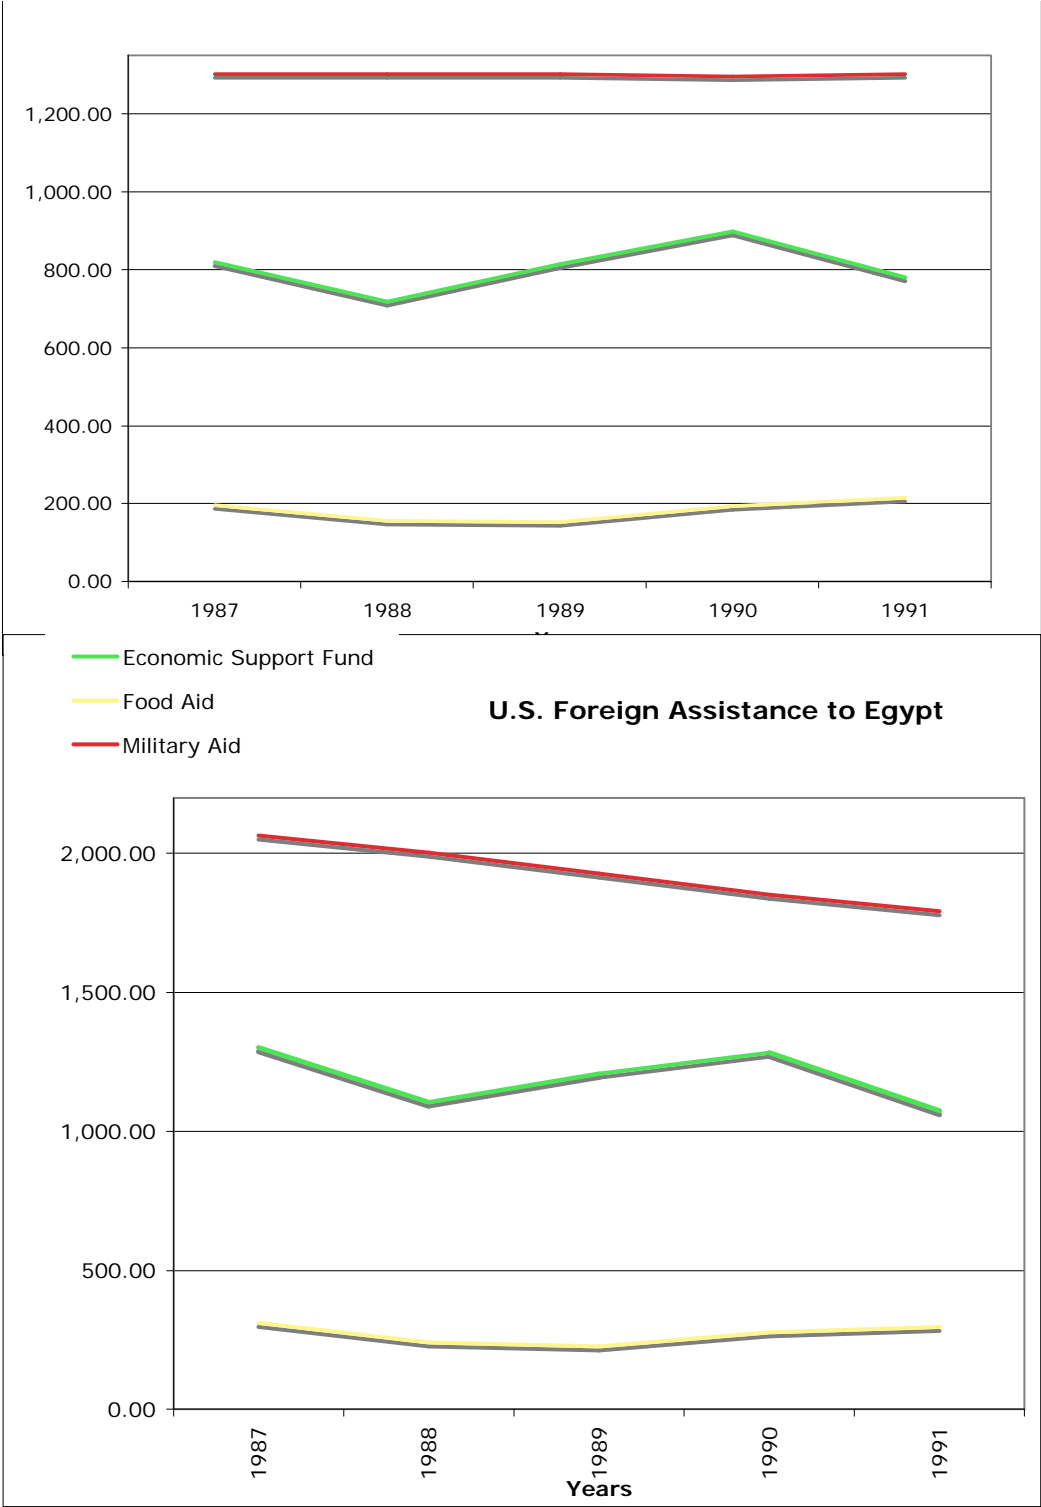 1,200.00
1,000.00
800.00
600.00
400.00
200.00
0.00
1987 1988 1989 1990 1991
Economic Support Fund
Food Aid
Military Aid
U.S. Foreign Assistance to Egypt
2,000.00
1,500.00
1,000.00
500.00
0.00
1987 1988 1989 1990 1991
Years